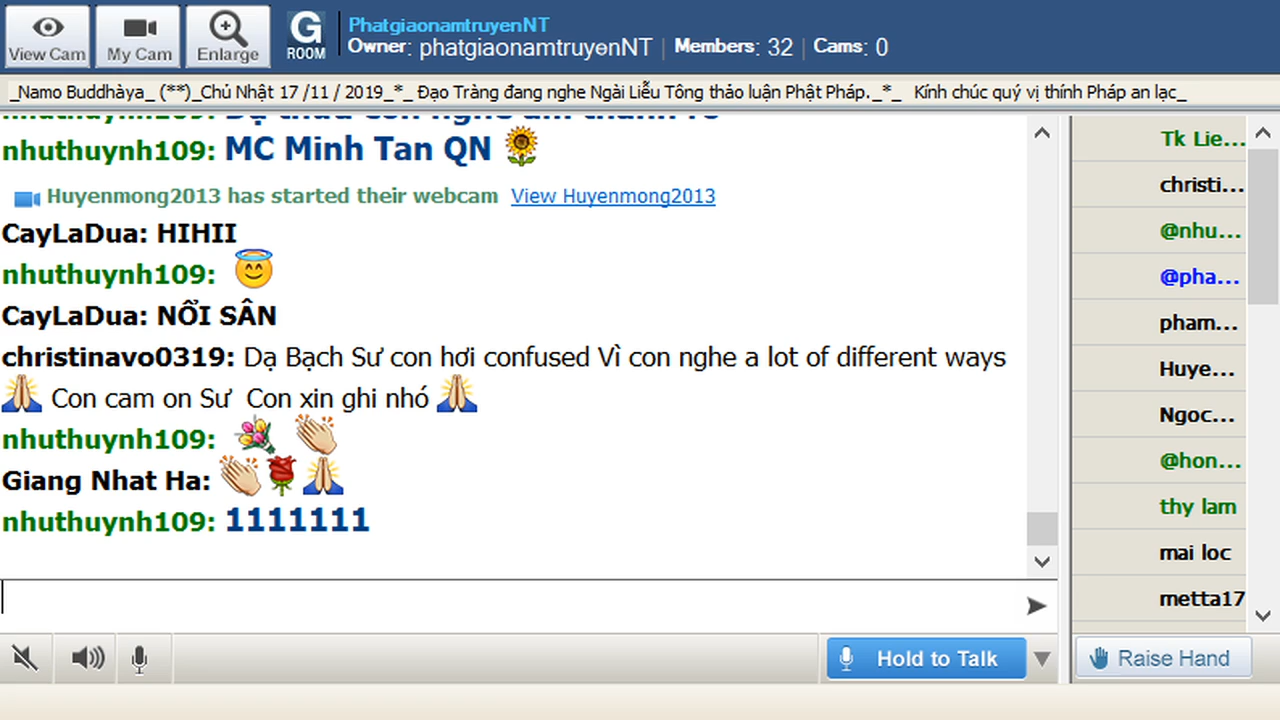 View Cam
My Cam
Enlarge
G
ROOM
PhatgiaonamtruyenNT
Owner: phatgiaonamtruyenNT | Members: 32 | Cams: 0
_Namo Buddhàya_ (**)_Chủ Nhật 17 /11 / 2019_*_ Đạo Tràng đang nghe Ngài Liễu Tông thảo luận Phật Pháp._*_ Kính chúc quý vị thính Pháp an lạc_
nhuthuynh109: MC Minh Tan QN
Huyenmong2013 has started their webcam View Huyenmong2013
CayLaDua: HIHII
nhuthuynh109:
CayLaDua: NỔI SÂN
christinavo0319: Dạ Bạch Sư con hơi confused Vì con nghe a lot of different ways
Con cam on Sư Con xin ghi nhó
nhuthuynh109:
Giang Nhat Ha:
nhuthuynh109: 1111111
Hold to Talk
Tk Lie...
christi...
@nhu...
@pha...
pham...
Huye...
Ngoc...
@hon...
thy lam
mai loc
metta17
Raise Hand